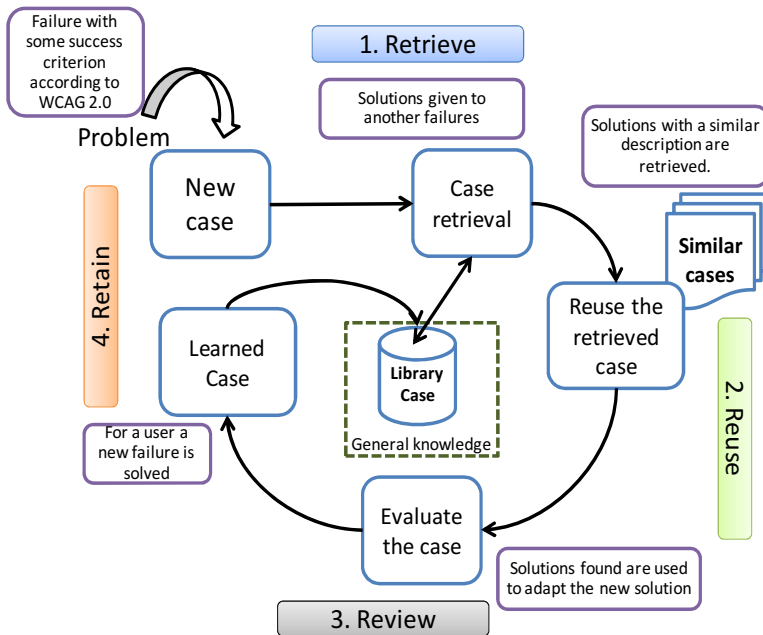 Failure with
some success
criterion
according to
WCAG 2.0
Problem
1. Retrieve
Solutions given to
another failures
Solutions with a similar
description are
retrieved.
New
case
Case
retrieval
Similar
cases
Reuse the
retrieved
case
4. Retain
Learned
Case
Library
Case
General knowledge
2. Reuse
For a user a
new failure is
solved
Evaluate
the case
Solutions found are used
to adapt the new solution
3. Review